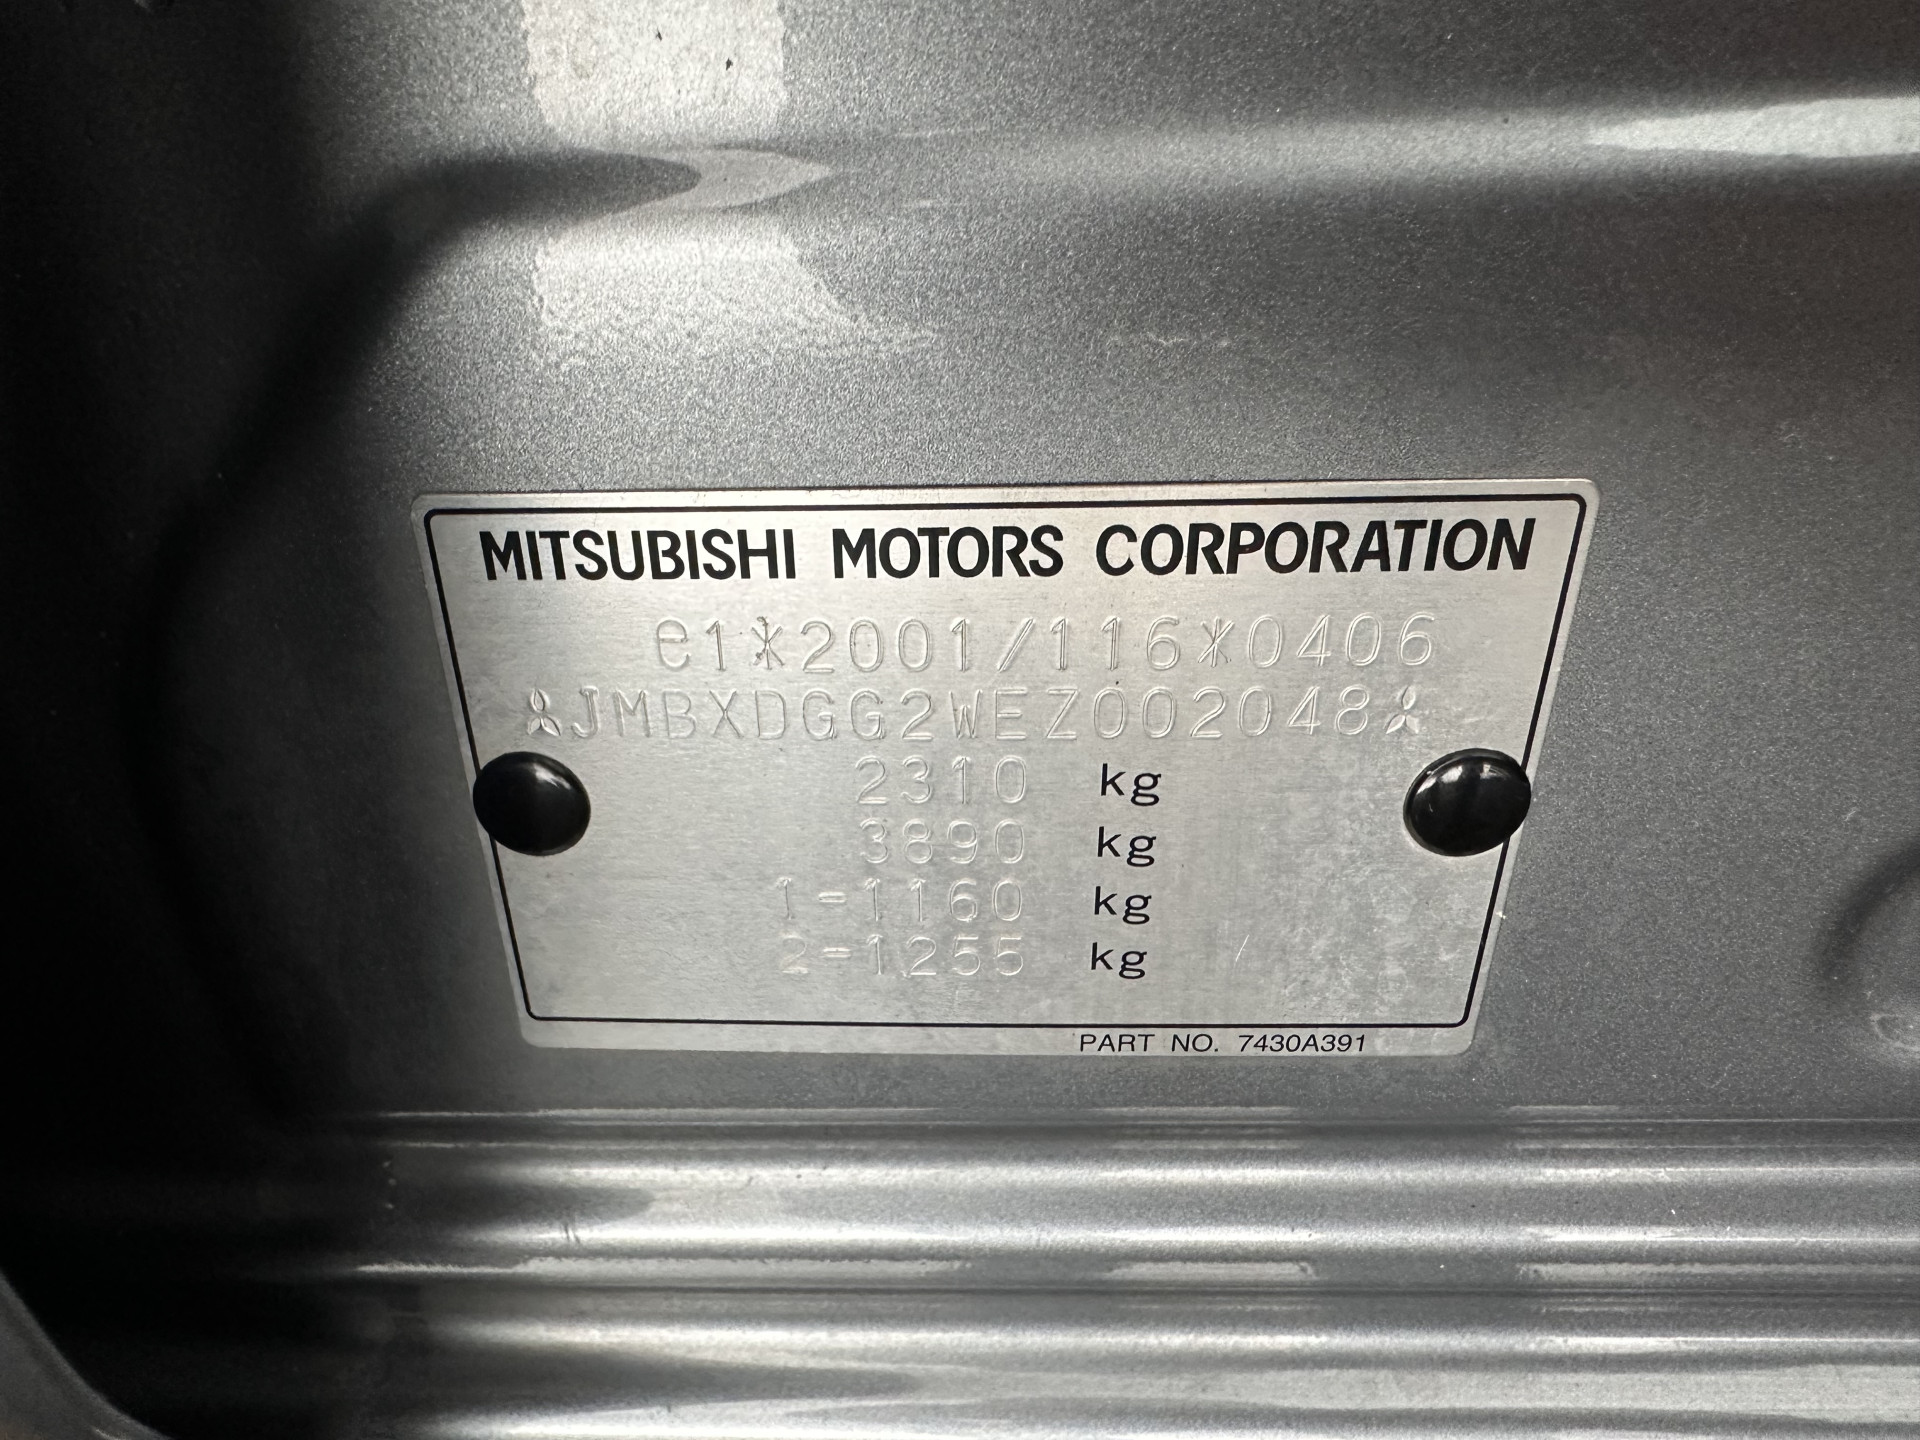 MITSUBISHI MOTORS CORPORATION
e1*2001/116*0406
JMBXDGG2WEZ002048
2310 kg
3890 kg
1-1160 kg
2-1255 kg
PART NO. 7430A391